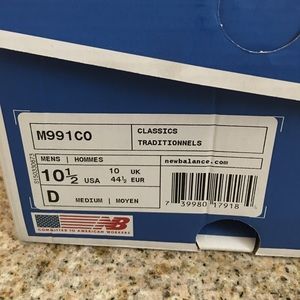 M991CO
CLASSICS
TRADITIONNELS
MENS | HOMMES
newbalance.com
10½ USA
10 UK
44½ EUR
D MEDIUM | MOYEN
7 39980 17918
NB
COMMITTED TO AMERICAN WORKERS